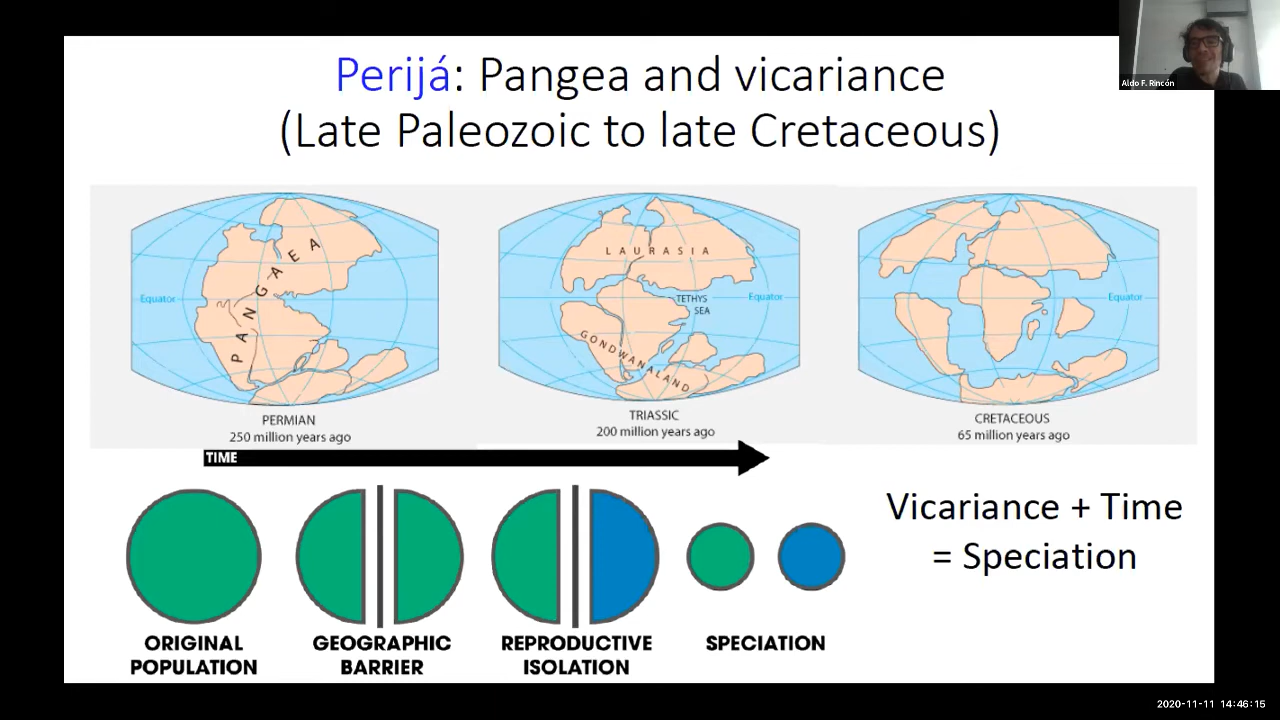 Perijá: Pangea and vicariance
(Late Paleozoic to late Cretaceous)
Aldo F. Rincón
PANGAEA
Equator
PERMIAN
250 million years ago
LAURASIA
TETHYS
SEA
Equator
GONDWANALAND
TRIASSIC
200 million years ago
Equator
CRETACEOUS
65 million years ago
TIME
ORIGINAL
POPULATION
GEOGRAPHIC
BARRIER
REPRODUCTIVE
ISOLATION
SPECIATION
Vicariance + Time
= Speciation
2020-11-11 14:46:15